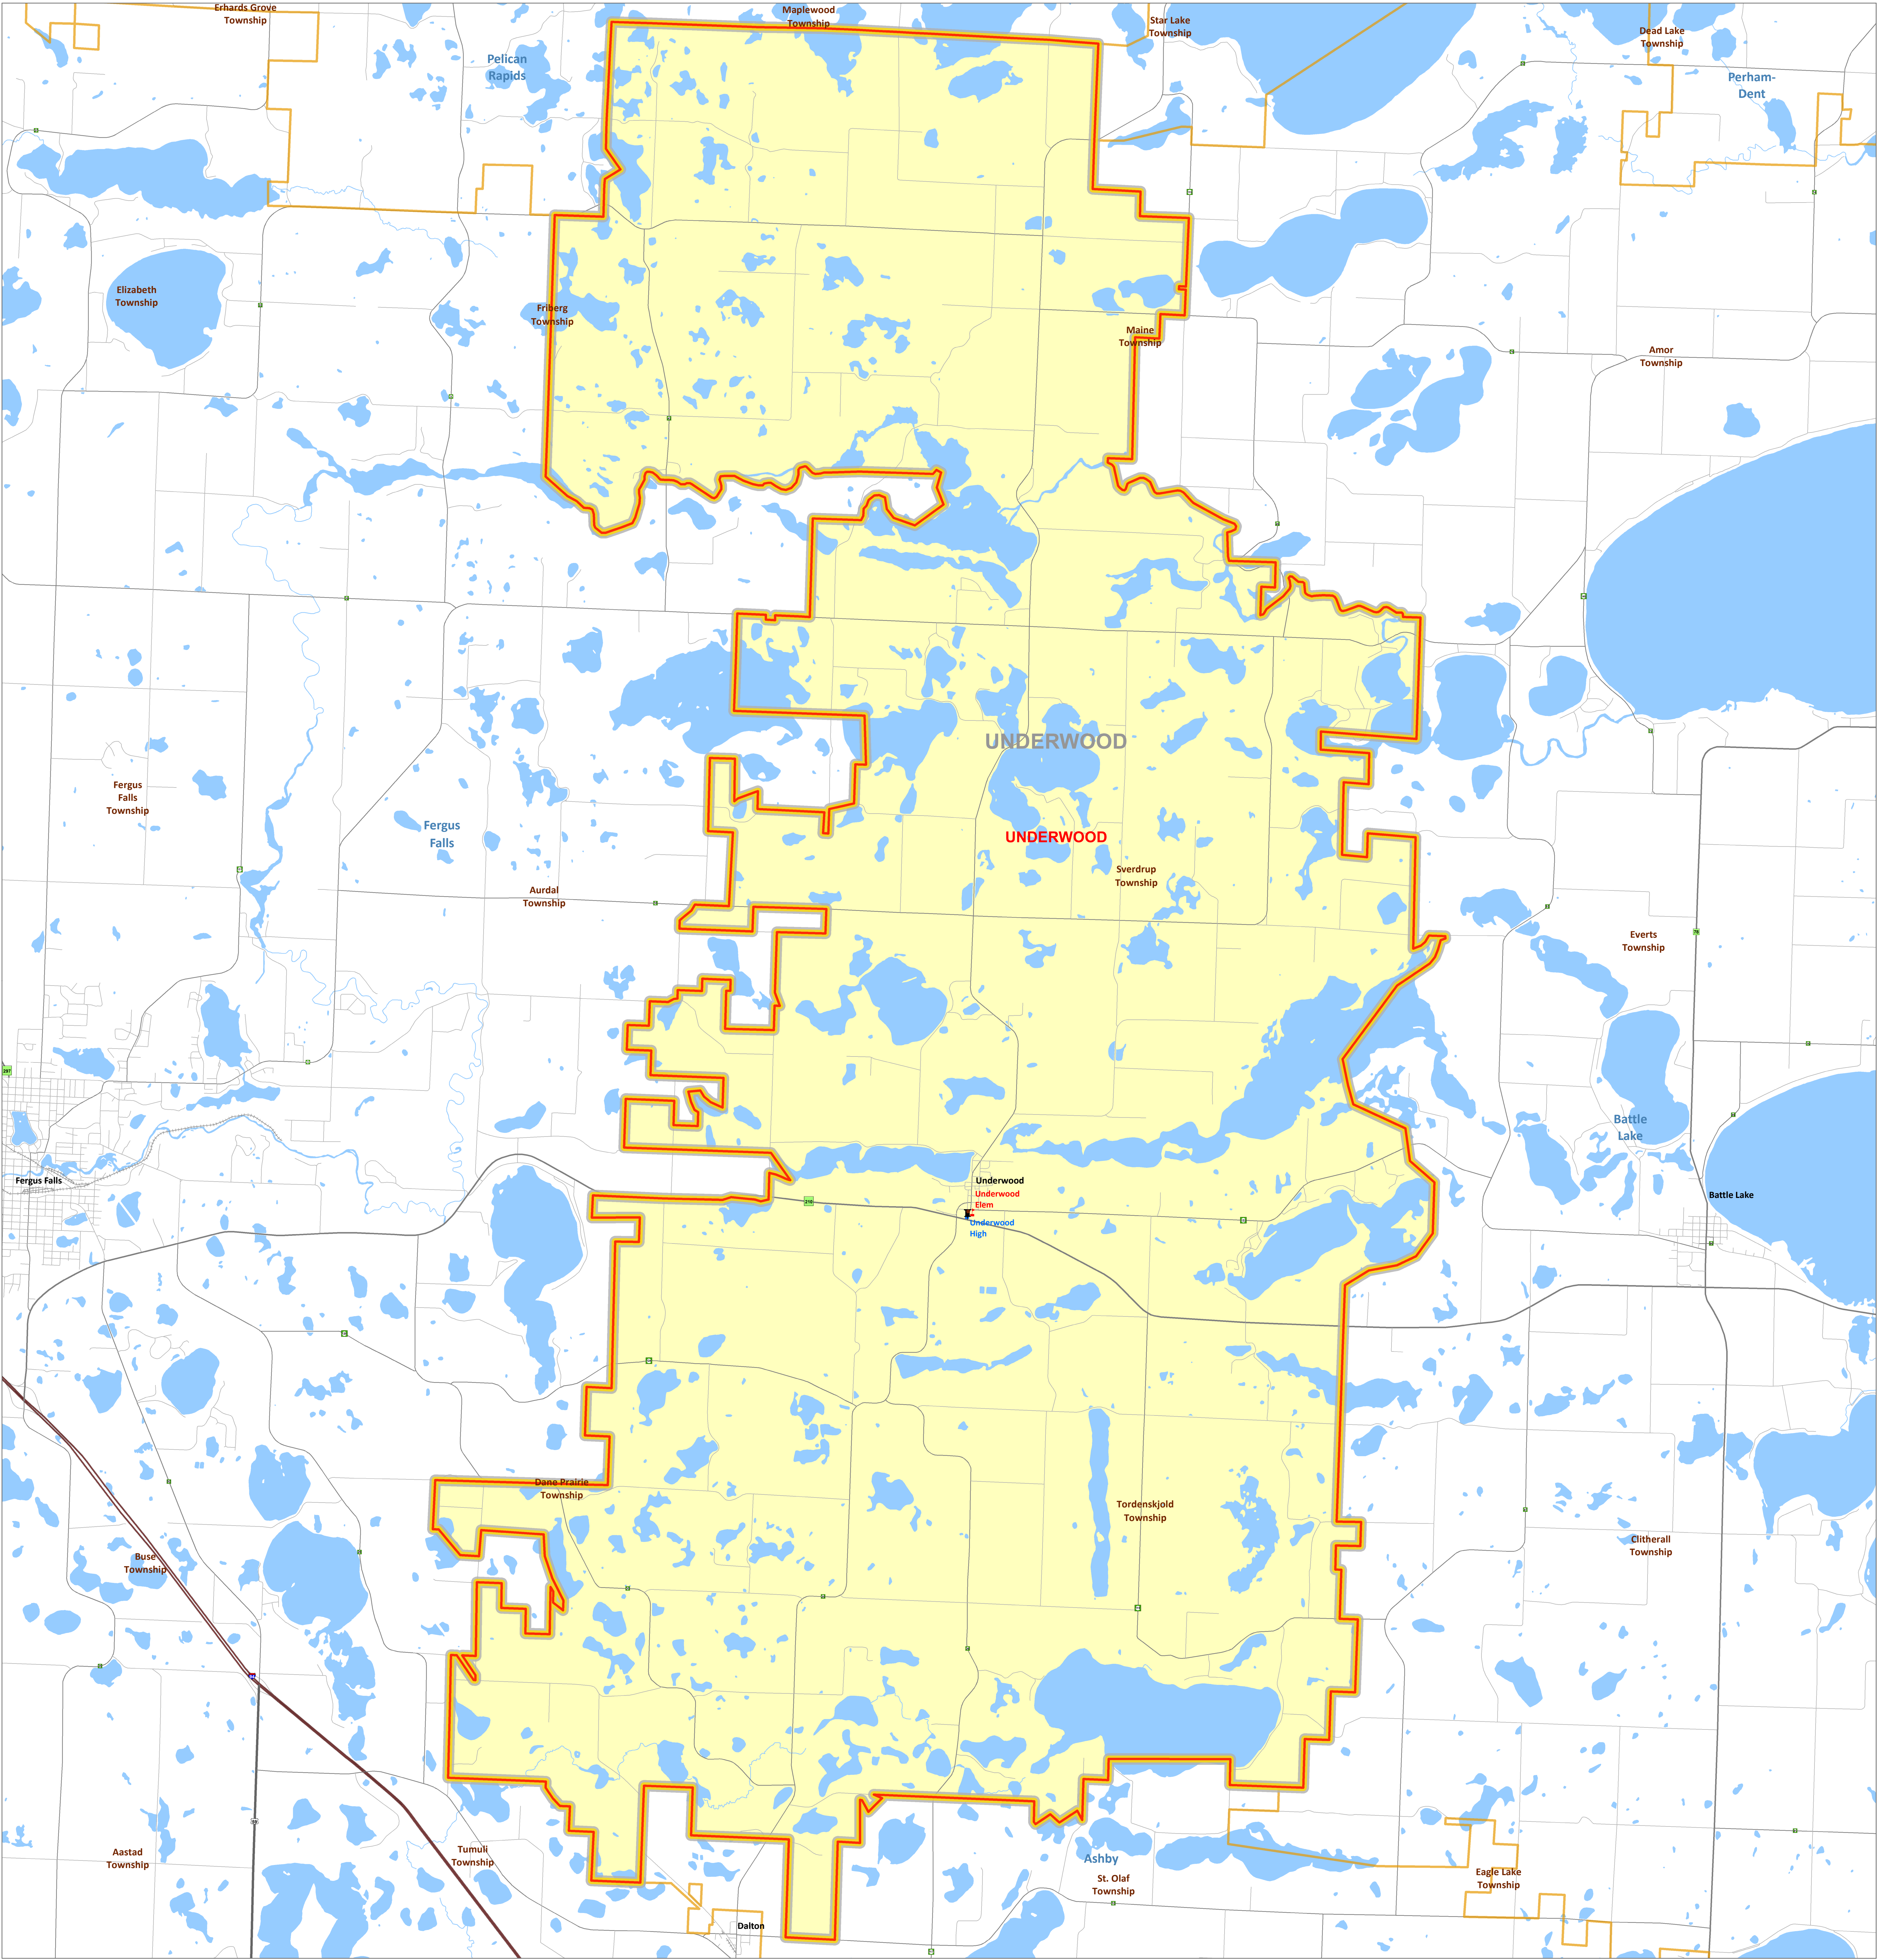 Erhards Grove
Township
Maplewood
Township
Star Lake
Township
Dead Lake
Township
Pelican
Rapids
Perham-
Dent
Elizabeth
Township
Friberg
Township
Maine
Township
Amor
Township
UNDERWOOD
Fergus
Falls
Township
Fergus
Falls
UNDERWOOD
Sverdrup
Township
Aurdal
Township
Everts
Township
78
297
Battle
Lake
Fergus Falls
Underwood
Underwood
Elem
Battle Lake
210
Underwood
High
Dane Prairie
Township
Tordenskjold
Township
Buse
Township
Clitherall
Township
Aastad
Township
Tumuli
Township
Ashby
St. Olaf
Township
Eagle Lake
Township
Dalton